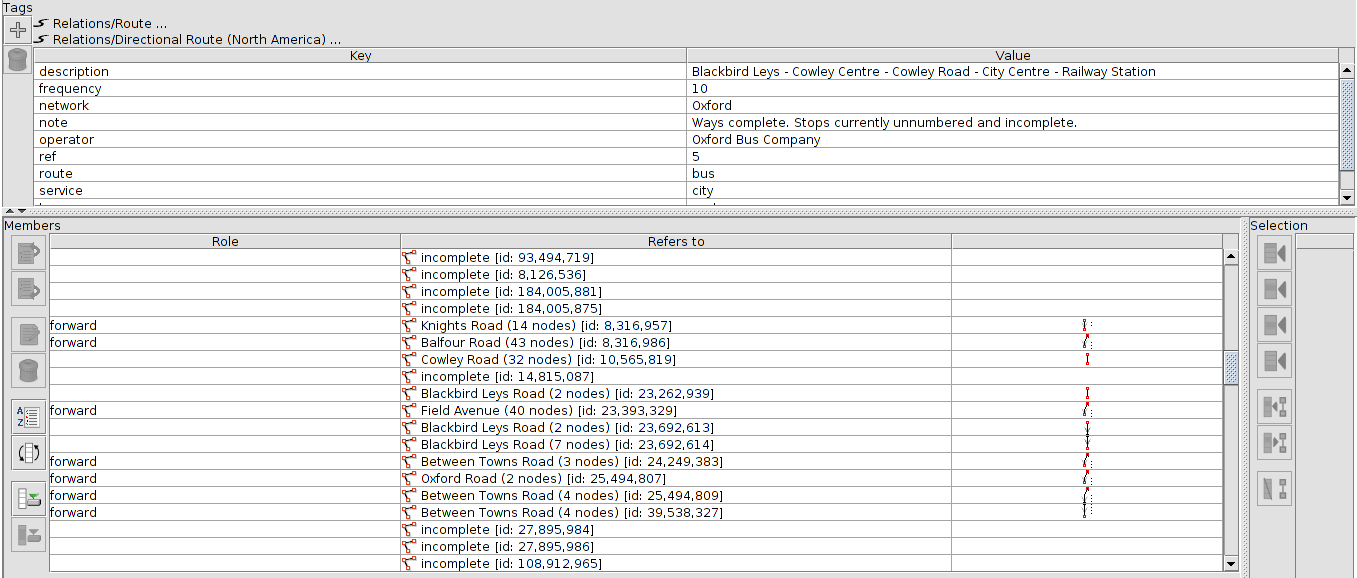 Tags
Relations/Route ...
Relations/Directional Route (North America) ...
Key Value
description Blackbird Leys - Cowley Centre - Cowley Road - City Centre - Railway Station
frequency 10
network Oxford
note Ways complete. Stops currently unnumbered and incomplete.
operator Oxford Bus Company
ref 5
route bus
service city
Members Selection
Role Refers to
incomplete [id: 93,494,719]
incomplete [id: 8,126,536]
incomplete [id: 184,005,881]
incomplete [id: 184,005,875]
forward Knights Road (14 nodes) [id: 8,316,957]
forward Balfour Road (43 nodes) [id: 8,316,986]
Cowley Road (32 nodes) [id: 10,565,819]
incomplete [id: 14,815,087]
Blackbird Leys Road (2 nodes) [id: 23,262,939]
forward Field Avenue (40 nodes) [id: 23,393,329]
Blackbird Leys Road (2 nodes) [id: 23,692,613]
Blackbird Leys Road (7 nodes) [id: 23,692,614]
forward Between Towns Road (3 nodes) [id: 24,249,383]
forward Oxford Road (2 nodes) [id: 25,494,807]
forward Between Towns Road (4 nodes) [id: 25,494,809]
forward Between Towns Road (4 nodes) [id: 39,538,327]
incomplete [id: 27,895,984]
incomplete [id: 27,895,986]
incomplete [id: 108,912,965]